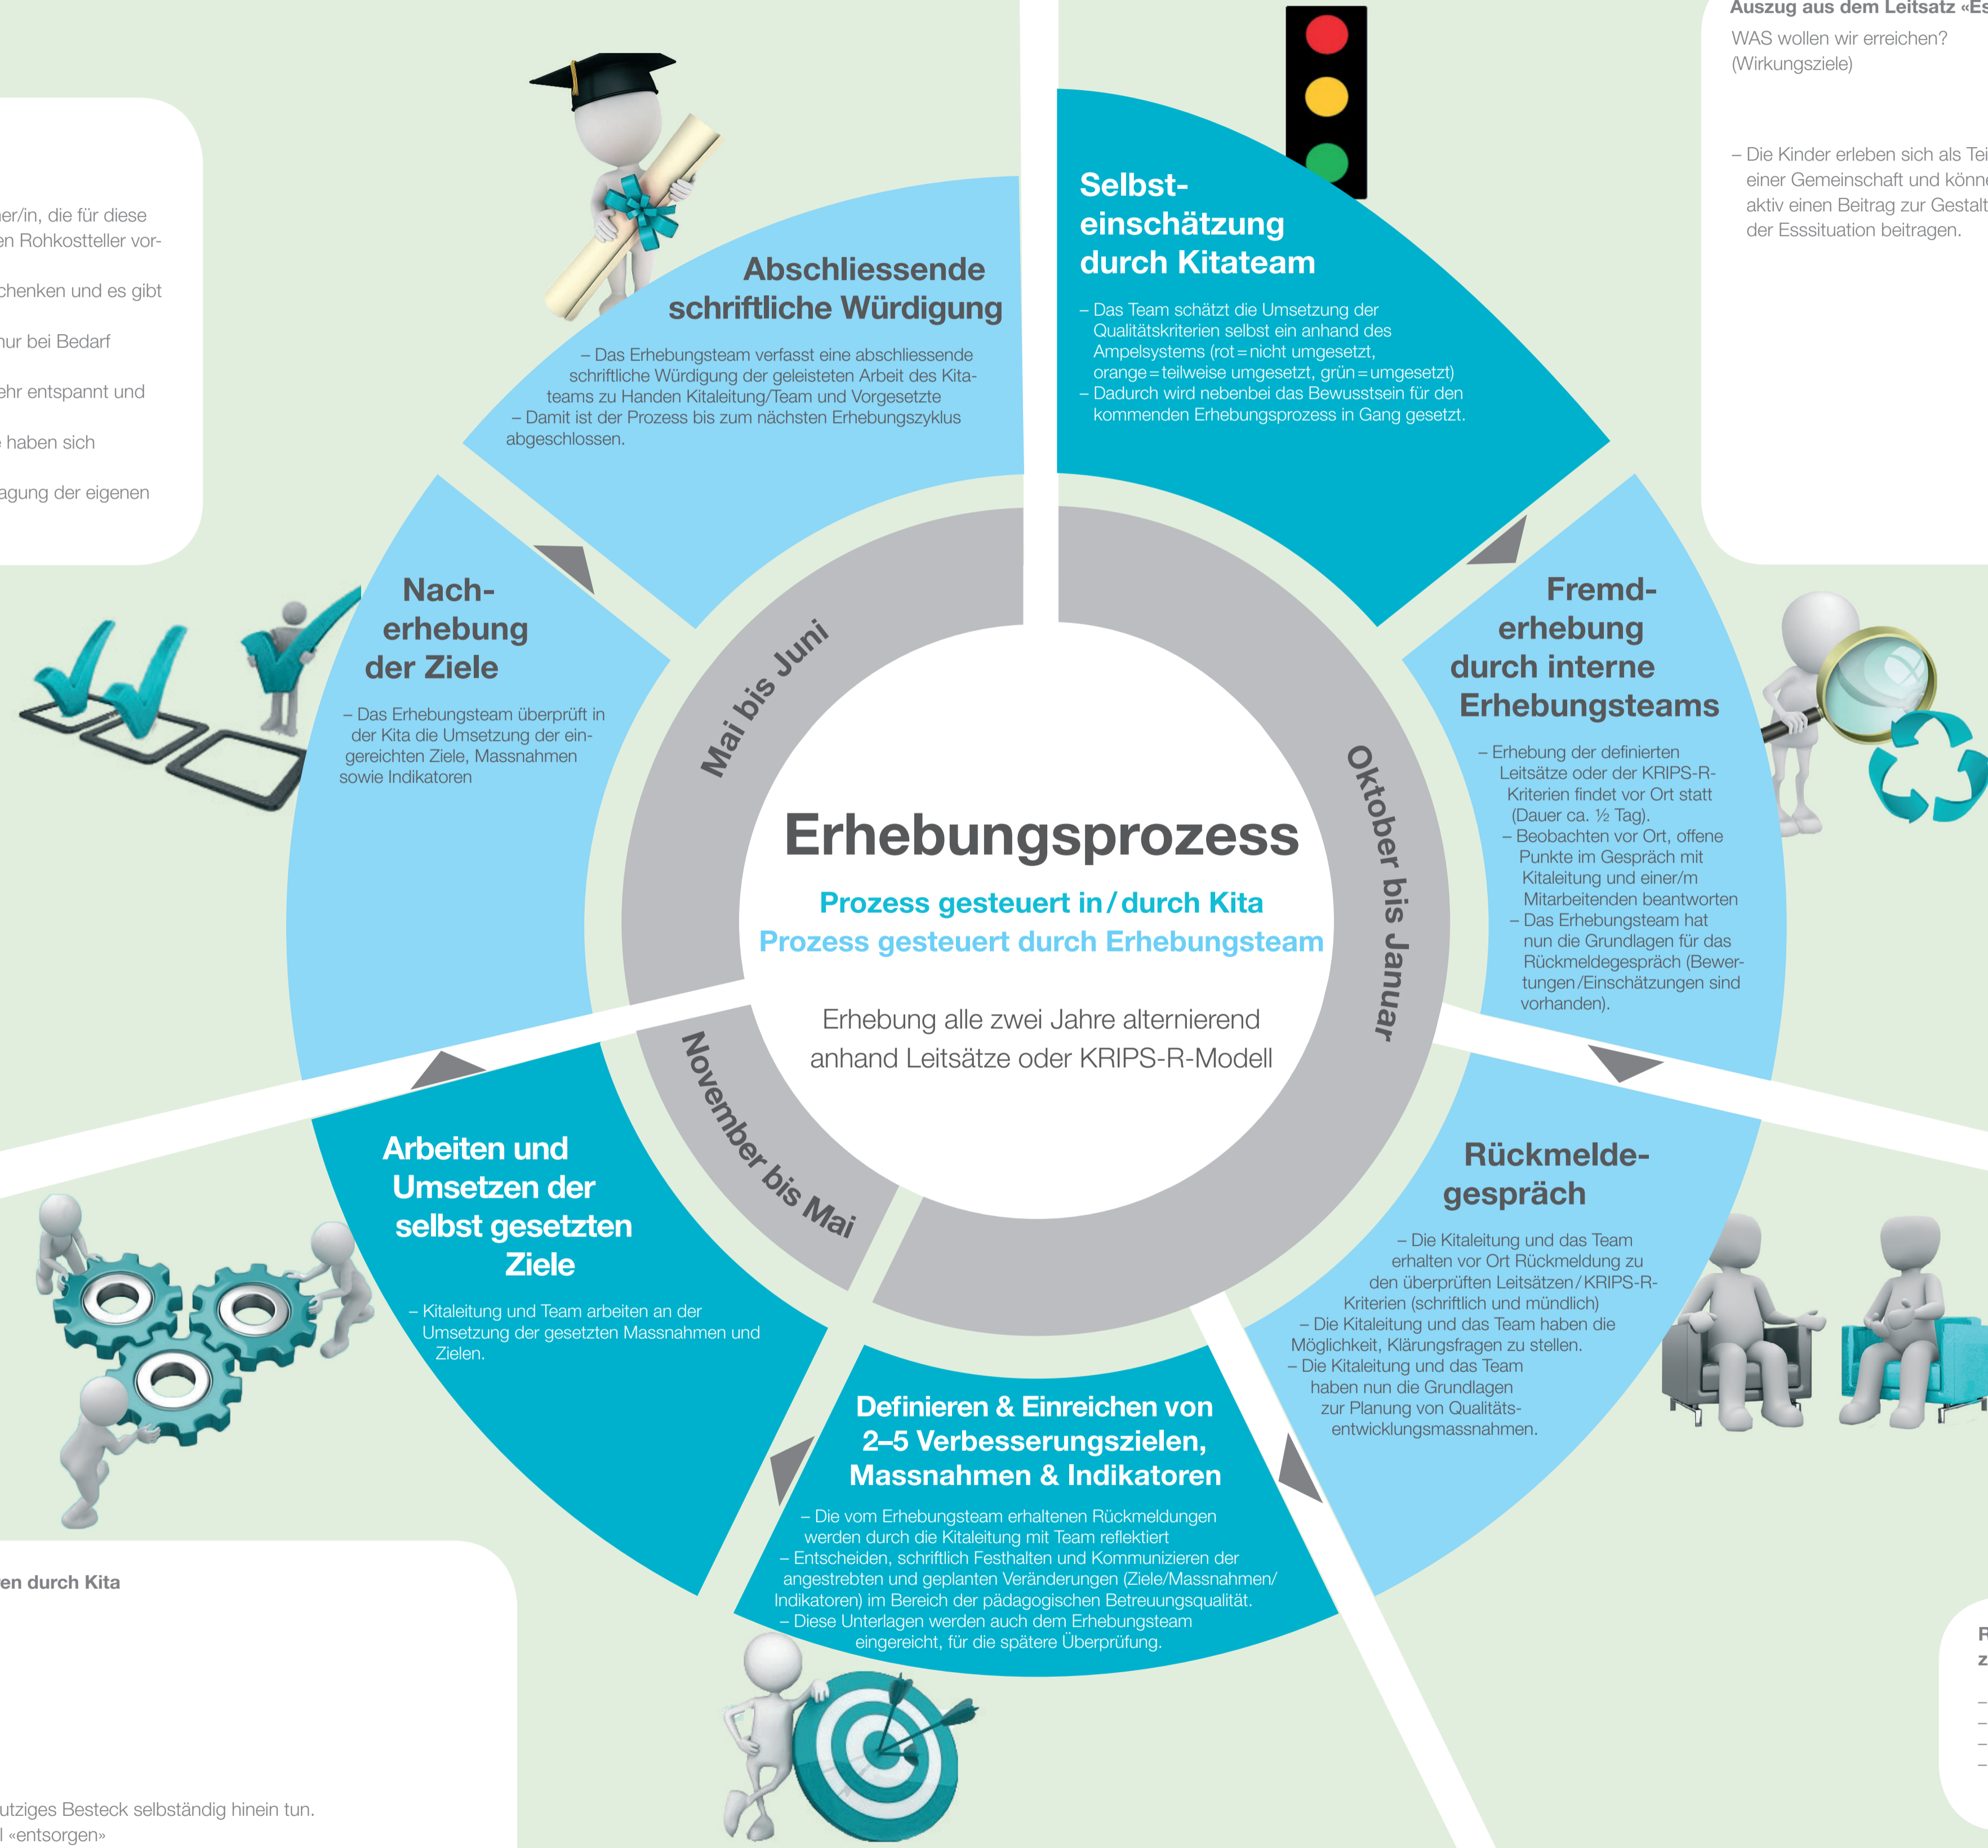 Erhebungsprozess
Prozess gesteuert in / durch Kita
Prozess gesteuert durch Erhebungsteam
Erhebung alle zwei Jahre alternierend
anhand Leitsätze oder KRIPS-R-Modell
Oktober bis Januar
November bis Mai
Mai bis Juni
Selbst-
einschätzung
durch Kitateam
– Das Team schätzt die Umsetzung der
Qualitätskriterien selbst ein anhand des
Ampelsystems (rot = nicht umgesetzt,
orange = teilweise umgesetzt, grün = umgesetzt)
– Dadurch wird nebenbei das Bewusstsein für den
kommenden Erhebungsprozess in Gang gesetzt.
Fremd-
erhebung
durch interne
Erhebungsteams
– Erhebung der definierten
Leitsätze oder der KRIPS-R-
Kriterien findet vor Ort statt
(Dauer ca. ½ Tag).
– Beobachten vor Ort, offene
Punkte im Gespräch mit
Kitaleitung und einer/m
Mitarbeitenden beantworten
– Das Erhebungsteam hat
nun die Grundlagen für das
Rückmeldegespräch (Bewer-
tungen/Einschätzungen sind
vorhanden).
Rückmelde-
gespräch
– Die Kitaleitung und das Team
erhalten vor Ort Rückmeldung zu
den überprüften Leitsätzen/KRIPS-R-
Kriterien (schriftlich und mündlich)
– Die Kitaleitung und das Team haben die
Möglichkeit, Klärungsfragen zu stellen.
– Die Kitaleitung und das Team
haben nun die Grundlagen
zur Planung von Qualitäts-
entwicklungsmassnahmen.
Definieren & Einreichen von
2–5 Verbesserungszielen,
Massnahmen & Indikatoren
– Die vom Erhebungsteam erhaltenen Rückmeldungen
werden durch die Kitaleitung mit Team reflektiert
– Entscheiden, schriftlich Festhalten und Kommunizieren der
angestrebten und geplanten Veränderungen (Ziele/Massnahmen/
Indikatoren) im Bereich der pädagogischen Betreuungsqualität.
– Diese Unterlagen werden auch dem Erhebungsteam
eingereicht, für die spätere Überprüfung.
Arbeiten und
Umsetzen der
selbst gesetzten
Ziele
– Kitaleitung und Team arbeiten an der
Umsetzung der gesetzten Massnahmen und
Zielen.
Nach-
erhebung
der Ziele
– Das Erhebungsteam überprüft in
der Kita die Umsetzung der ein-
gereichten Ziele, Massnahmen
sowie Indikatoren
Abschliessende
schriftliche Würdigung
– Das Erhebungsteam verfasst eine abschliessende
schriftliche Würdigung der geleisteten Arbeit des Kita-
teams zu Handen Kitaleitung/Team und Vorgesetzte
– Damit ist der Prozess bis zum nächsten Erhebungszyklus
abgeschlossen.
Auszug aus dem Leitsatz «Es
WAS wollen wir erreichen?
(Wirkungsziele)
– Die Kinder erleben sich als Tei
einer Gemeinschaft und könne
aktiv einen Beitrag zur Gestalt
der Esssituation beitragen.
er/in, die für diese
en Rohkostteller vor-
chenken und es gibt
nur bei Bedarf
ehr entspannt und
e haben sich
agung der eigenen
en durch Kita
utziges Besteck selbständig hinein tun.
l «entsorgen»
R
z
–
–
–
–